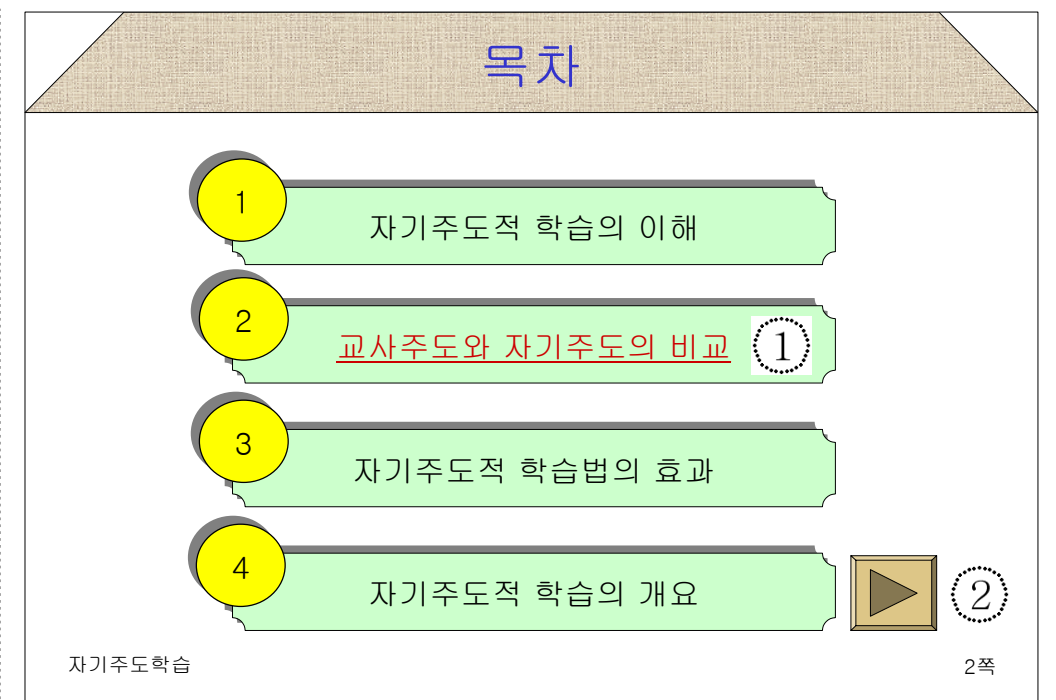 목차
1
자기주도적 학습의 이해
2
교사주도와 자기주도의 비교 1
3
자기주도적 학습법의 효과
4
자기주도적 학습의 개요
2
자기주도학습
2쪽